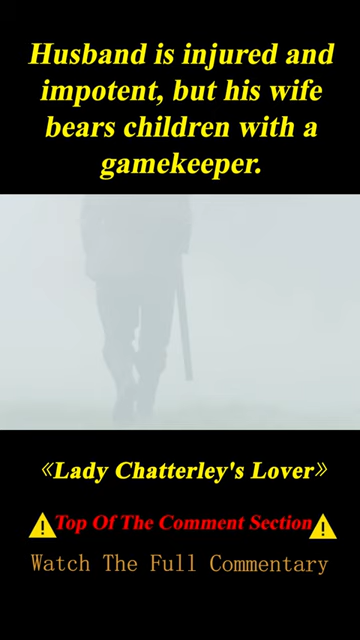 Husband is injured and
impotent, but his wife
bears children with a
gamekeeper.
《Lady Chatterley's Lover》
Top Of The Comment Section
Watch The Full Commentary